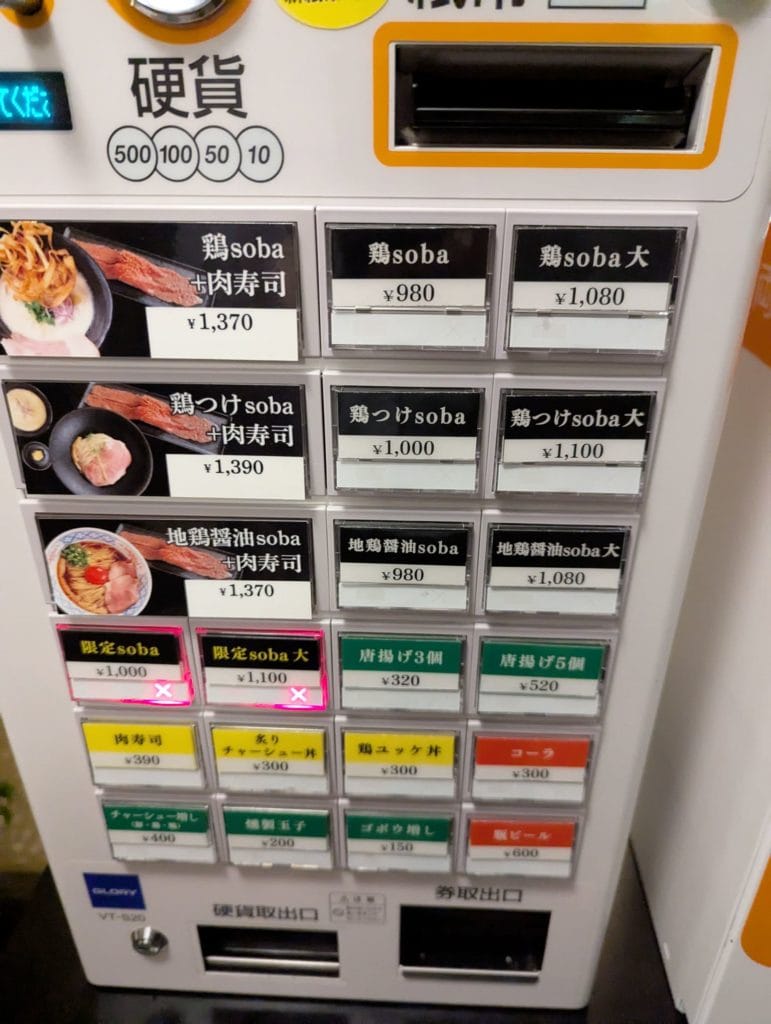 てくださ
硬貨
500 100 50 10
鶏soba
+肉寿司
¥1,370
鶏soba
¥980
鶏soba 大
¥1,080
鶏つけsoba
+肉寿司
¥1,390
鶏つけsoba
¥1,000
鶏つけsoba 大
¥1,100
地鶏醤油soba
+肉寿司
¥1,370
地鶏醤油soba
¥980
地鶏醤油soba 大
¥1,080
限定soba
¥1,000
×
限定soba 大
¥1,100
×
唐揚げ3個
¥320
唐揚げ5個
¥520
肉寿司
¥390
炙り
チャーシュー丼
¥300
鶏ユッケ丼
¥300
コーラ
¥300
チャーシュー増し
¥400
燻製玉子
¥200
ゴボウ増し
¥150
瓶ビール
¥600
GLORY
VT-S20
硬貨取出口
券取出口